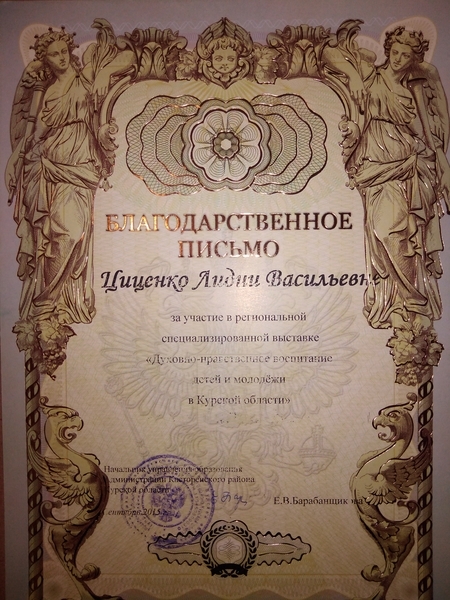 БЛАГОДАРСТВЕННОЕ
ПИСЬМО
Циценко Лидии Васильевне
за участие в региональной
специализированной выставке
«Духовно-нравственное воспитание
детей и молодёжи
в Курской области»
Начальник управления образования
Администрации Касторенского района
Курской области
Е.В.Барабанщикова